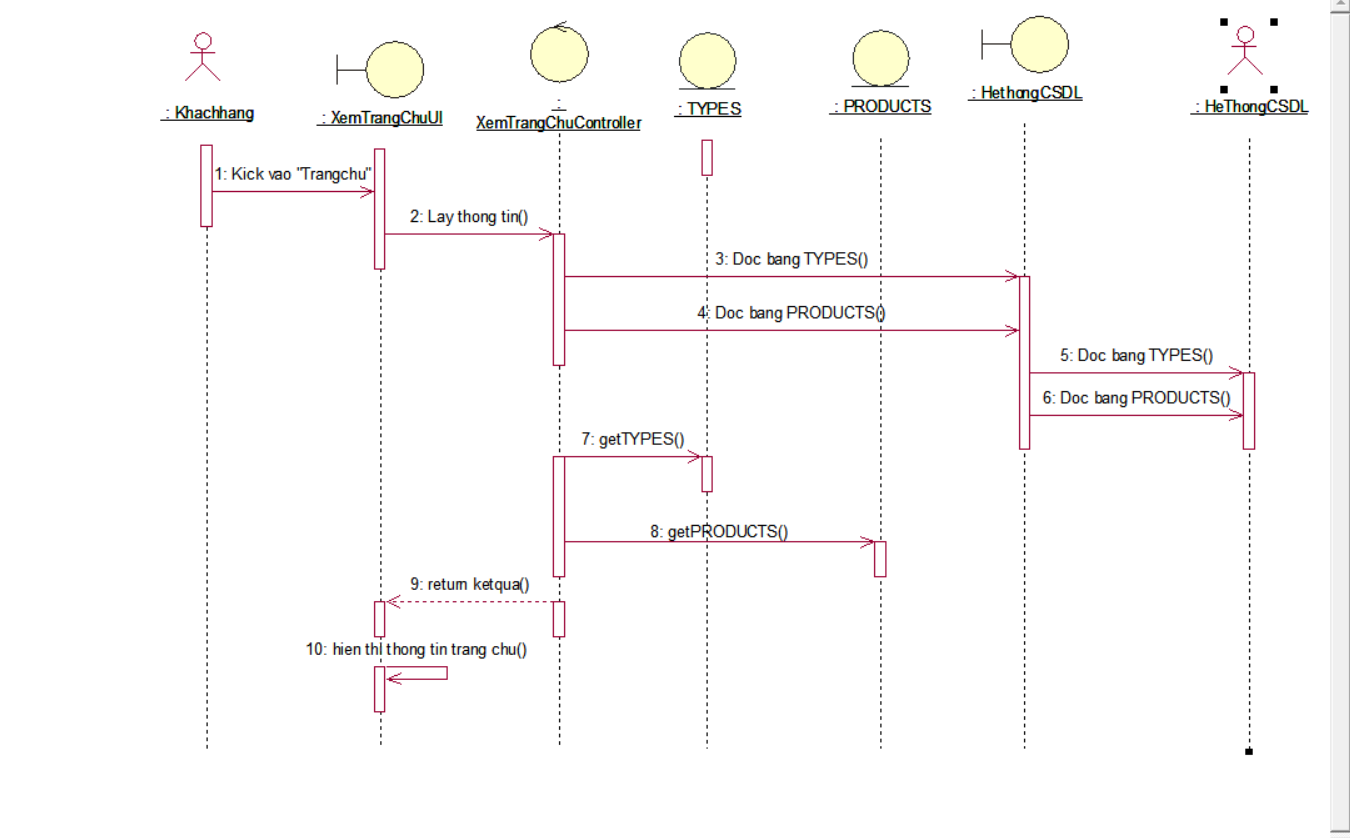 : Khachhang
: XemTrangChuUI
:
XemTrangChuController
: TYPES
: PRODUCTS
: HethongCSDL
: HeThongCSDL
1: Kick vao "Trangchu"
2: Lay thong tin()
3: Doc bang TYPES()
4: Doc bang PRODUCTS()
5: Doc bang TYPES()
6: Doc bang PRODUCTS()
7: getTYPES()
8: getPRODUCTS()
9: return ketqua()
10: hien thi thong tin trang chu()